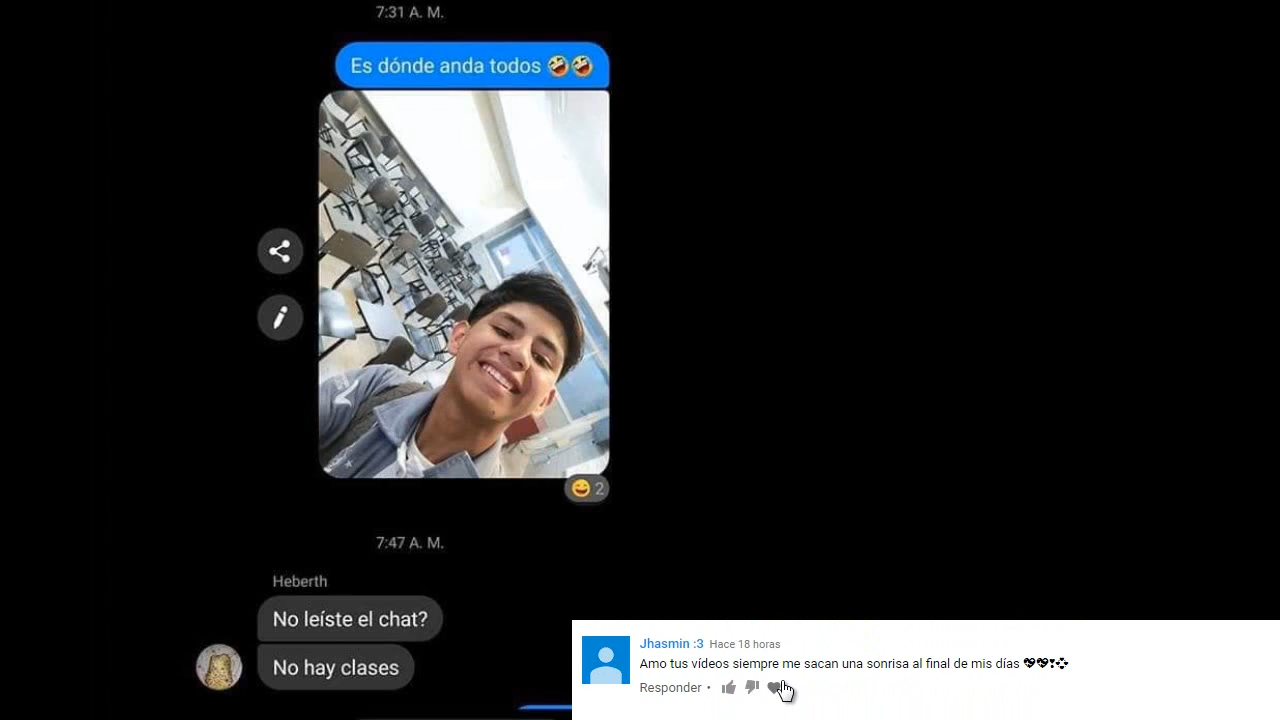 7:31 A. M.
Es dónde anda todos 🤣🤣
😄 2
7:47 A. M.
Heberth
No leíste el chat?
No hay clases
Jhasmin :3 Hace 18 horas
Amo tus vídeos siempre me sacan una sonrisa al final de mis días 💖💖❣💠
Responder •